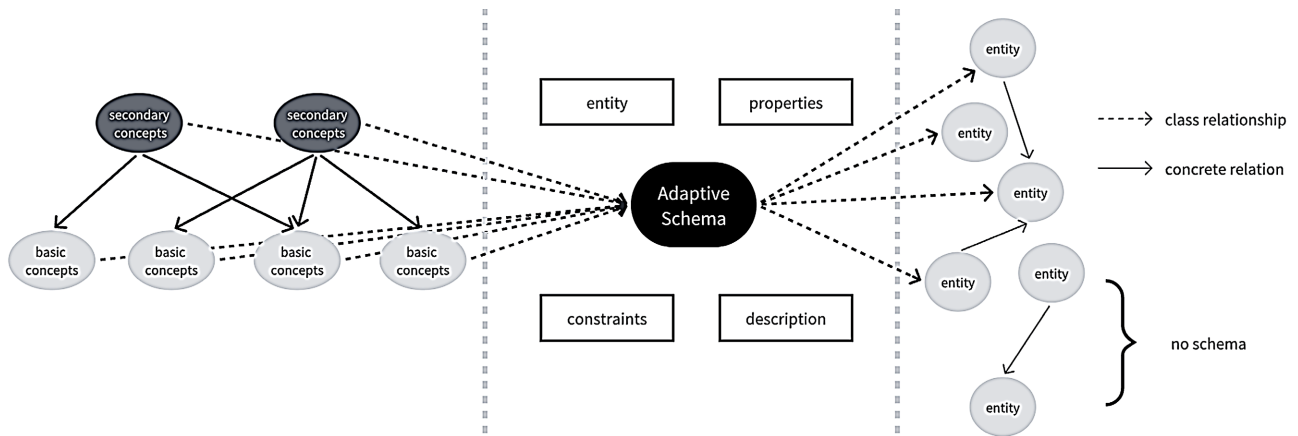 secondary
concepts
secondary
concepts
basic
concepts
basic
concepts
basic
concepts
basic
concepts
entity
properties
Adaptive
Schema
constraints
description
entity
entity
entity
entity
entity
entity
class relationship
concrete relation
no schema